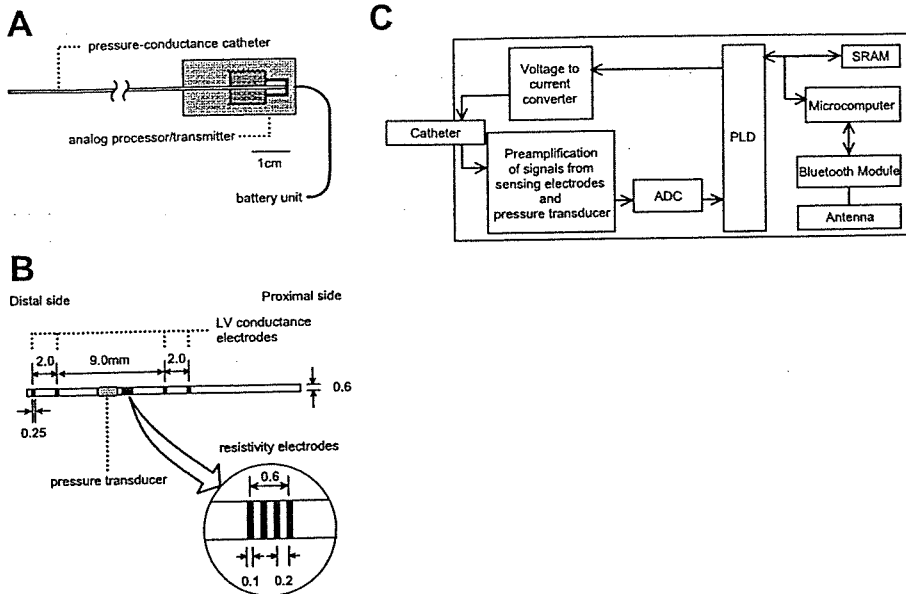 A
pressure-conductance catheter
analog processor/transmitter
1cm
battery unit
B
Distal side
Proximal side
LV conductance
electrodes
2.0
9.0mm
2.0
0.6
0.25
resistivity electrodes
pressure transducer
0.6
0.1
0.2
C
Voltage to
current
converter
Catheter
Preamplification
of signals from
sensing electrodes
and
pressure transducer
ADC
PLD
SRAM
Microcomputer
Bluetooth Module
Antenna